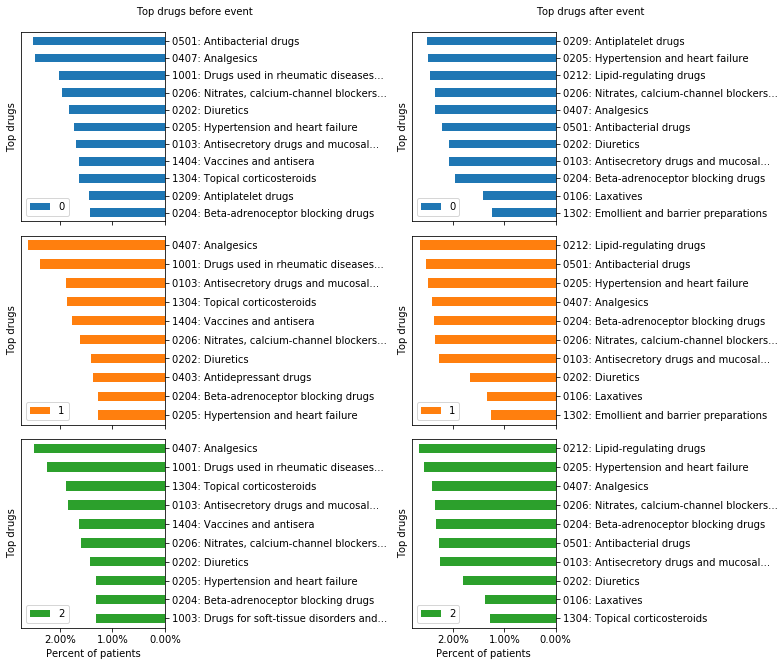 Top drugs before event
Top drugs
0501: Antibacterial drugs
0407: Analgesics
1001: Drugs used in rheumatic diseases...
0206: Nitrates, calcium-channel blockers...
0202: Diuretics
0205: Hypertension and heart failure
0103: Antisecretory drugs and mucosal...
1404: Vaccines and antisera
1304: Topical corticosteroids
0209: Antiplatelet drugs
0204: Beta-adrenoceptor blocking drugs
0
Top drugs
0407: Analgesics
1001: Drugs used in rheumatic diseases...
0103: Antisecretory drugs and mucosal...
1304: Topical corticosteroids
1404: Vaccines and antisera
0206: Nitrates, calcium-channel blockers...
0202: Diuretics
0403: Antidepressant drugs
0204: Beta-adrenoceptor blocking drugs
0205: Hypertension and heart failure
1
Top drugs
0407: Analgesics
1001: Drugs used in rheumatic diseases...
1304: Topical corticosteroids
0103: Antisecretory drugs and mucosal...
1404: Vaccines and antisera
0206: Nitrates, calcium-channel blockers...
0202: Diuretics
0205: Hypertension and heart failure
0204: Beta-adrenoceptor blocking drugs
1003: Drugs for soft-tissue disorders and...
2
2.00% 1.00% 0.00%
Percent of patients
Top drugs after event
Top drugs
0209: Antiplatelet drugs
0205: Hypertension and heart failure
0212: Lipid-regulating drugs
0206: Nitrates, calcium-channel blockers...
0407: Analgesics
0501: Antibacterial drugs
0202: Diuretics
0103: Antisecretory drugs and mucosal...
0204: Beta-adrenoceptor blocking drugs
0106: Laxatives
1302: Emollient and barrier preparations
0
Top drugs
0212: Lipid-regulating drugs
0501: Antibacterial drugs
0205: Hypertension and heart failure
0407: Analgesics
0204: Beta-adrenoceptor blocking drugs
0206: Nitrates, calcium-channel blockers...
0103: Antisecretory drugs and mucosal...
0202: Diuretics
0106: Laxatives
1302: Emollient and barrier preparations
1
Top drugs
0212: Lipid-regulating drugs
0205: Hypertension and heart failure
0407: Analgesics
0206: Nitrates, calcium-channel blockers...
0204: Beta-adrenoceptor blocking drugs
0501: Antibacterial drugs
0103: Antisecretory drugs and mucosal...
0202: Diuretics
0106: Laxatives
1304: Topical corticosteroids
2
2.00% 1.00% 0.00%
Percent of patients